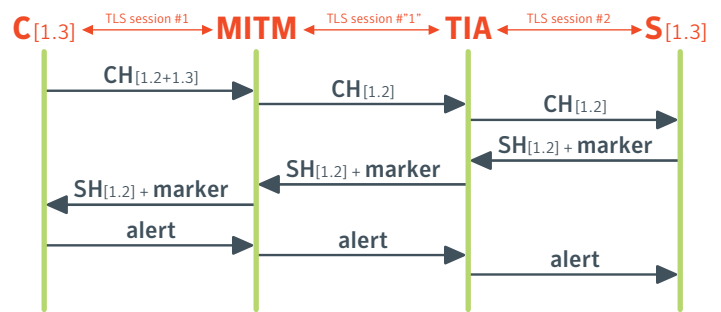 C[1.3] TLS session #1 MITM TLS session #"1" TIA TLS session #2 S[1.3]
CH[1.2+1.3]
CH[1.2]
CH[1.2]
SH[1.2] + marker
SH[1.2] + marker
SH[1.2] + marker
alert
alert
alert